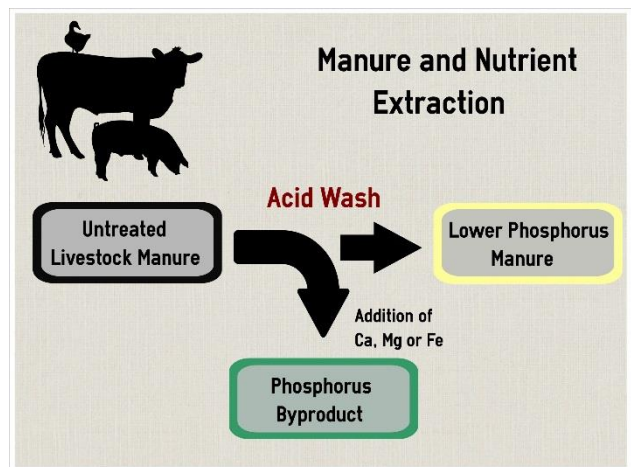 Manure and Nutrient
Extraction
Acid Wash
Untreated
Livestock Manure
Lower Phosphorus
Manure
Addition of
Ca, Mg or Fe
Phosphorus
Byproduct